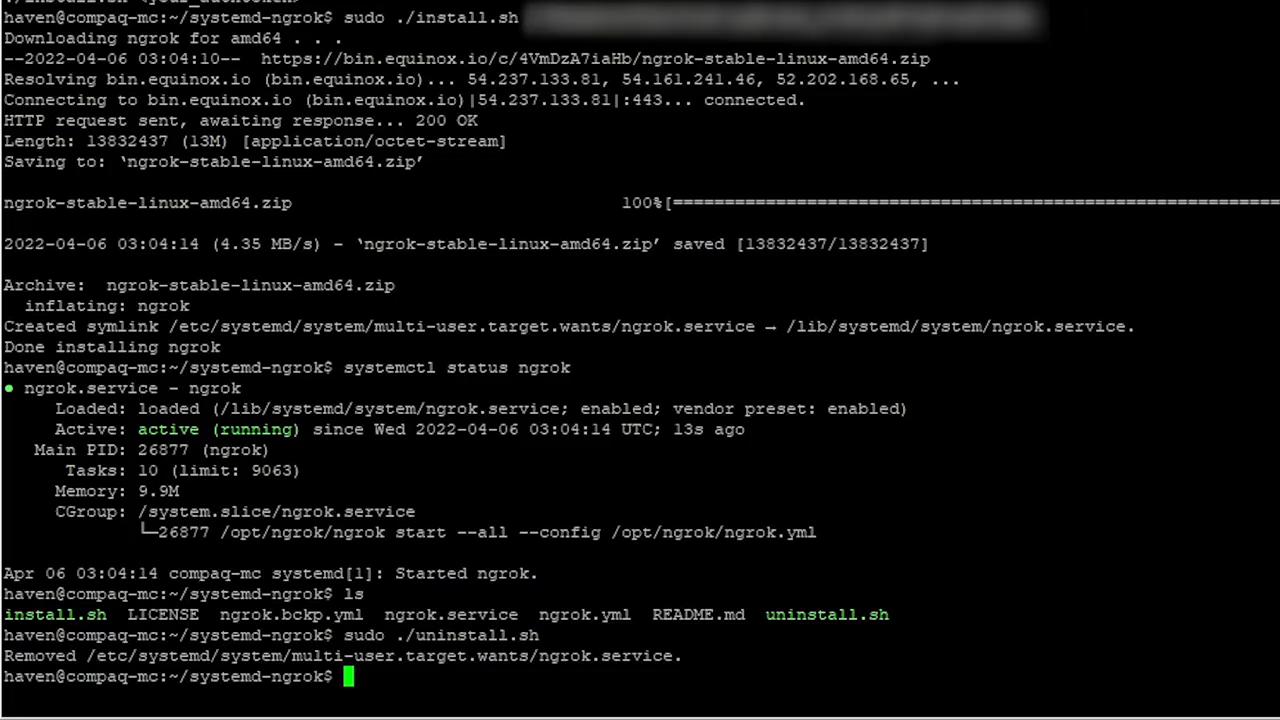 haven@compaq-mc:~/systemd-ngrok$ sudo ./install.sh
Downloading ngrok for amd64 . . .
--2022-04-06 03:04:10--  https://bin.equinox.io/c/4VmDzA7iaHb/ngrok-stable-linux-amd64.zip
Resolving bin.equinox.io (bin.equinox.io)... 54.237.133.81, 54.161.241.46, 52.202.168.65, ...
Connecting to bin.equinox.io (bin.equinox.io)|54.237.133.81|:443... connected.
HTTP request sent, awaiting response... 200 OK
Length: 13832437 (13M) [application/octet-stream]
Saving to: ‘ngrok-stable-linux-amd64.zip’
ngrok-stable-linux-amd64.zip 100%[===========================================================
2022-04-06 03:04:14 (4.35 MB/s) - ‘ngrok-stable-linux-amd64.zip’ saved [13832437/13832437]
Archive:  ngrok-stable-linux-amd64.zip
  inflating: ngrok
Created symlink /etc/systemd/system/multi-user.target.wants/ngrok.service → /lib/systemd/system/ngrok.service.
Done installing ngrok
haven@compaq-mc:~/systemd-ngrok$ systemctl status ngrok
● ngrok.service - ngrok
     Loaded: loaded (/lib/systemd/system/ngrok.service; enabled; vendor preset: enabled)
     Active: active (running) since Wed 2022-04-06 03:04:14 UTC; 13s ago
   Main PID: 26877 (ngrok)
      Tasks: 10 (limit: 9063)
     Memory: 9.9M
     CGroup: /system.slice/ngrok.service
             └─26877 /opt/ngrok/ngrok start --all --config /opt/ngrok/ngrok.yml
Apr 06 03:04:14 compaq-mc systemd[1]: Started ngrok.
haven@compaq-mc:~/systemd-ngrok$ ls
install.sh  LICENSE  ngrok.bckp.yml  ngrok.service  ngrok.yml  README.md  uninstall.sh
haven@compaq-mc:~/systemd-ngrok$ sudo ./uninstall.sh
Removed /etc/systemd/system/multi-user.target.wants/ngrok.service.
haven@compaq-mc:~/systemd-ngrok$